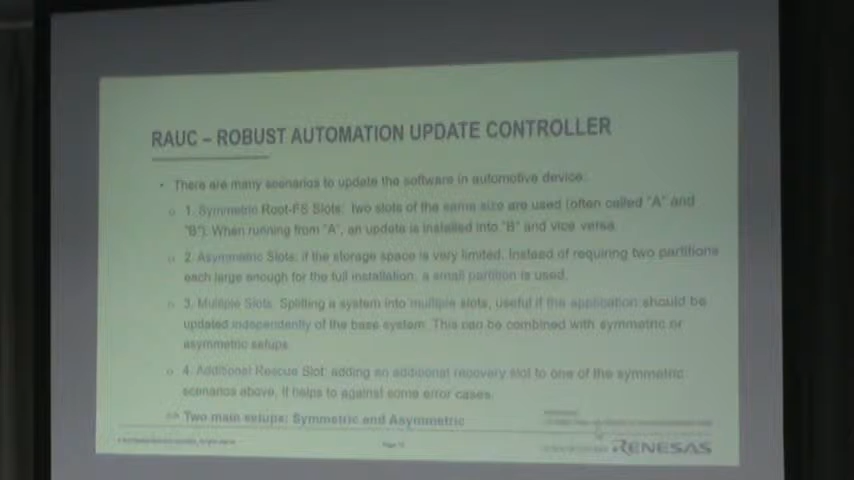 RAUC – ROBUST AUTOMATION UPDATE CONTROLLER
• There are many scenarios to update the software in automotive device:
o 1. Symmetric Root-FS Slots: two slots of the same size are used (often called "A" and
"B"). When running from "A", an update is installed into "B" and vice versa.
o 2. Asymmetric Slots: if the storage space is very limited. Instead of requiring two partitions
each large enough for the full installation, a small partition is used.
o 3. Multiple Slots: Splitting a system into multiple slots, useful if the application should be
updated independently of the base system. This can be combined with symmetric or
asymmetric setups.
o 4. Additional Rescue Slot: adding an additional recovery slot to one of the symmetric
scenarios above, it helps to against some error cases.
=> Two main setups: Symmetric and Asymmetric
Page
RENESAS